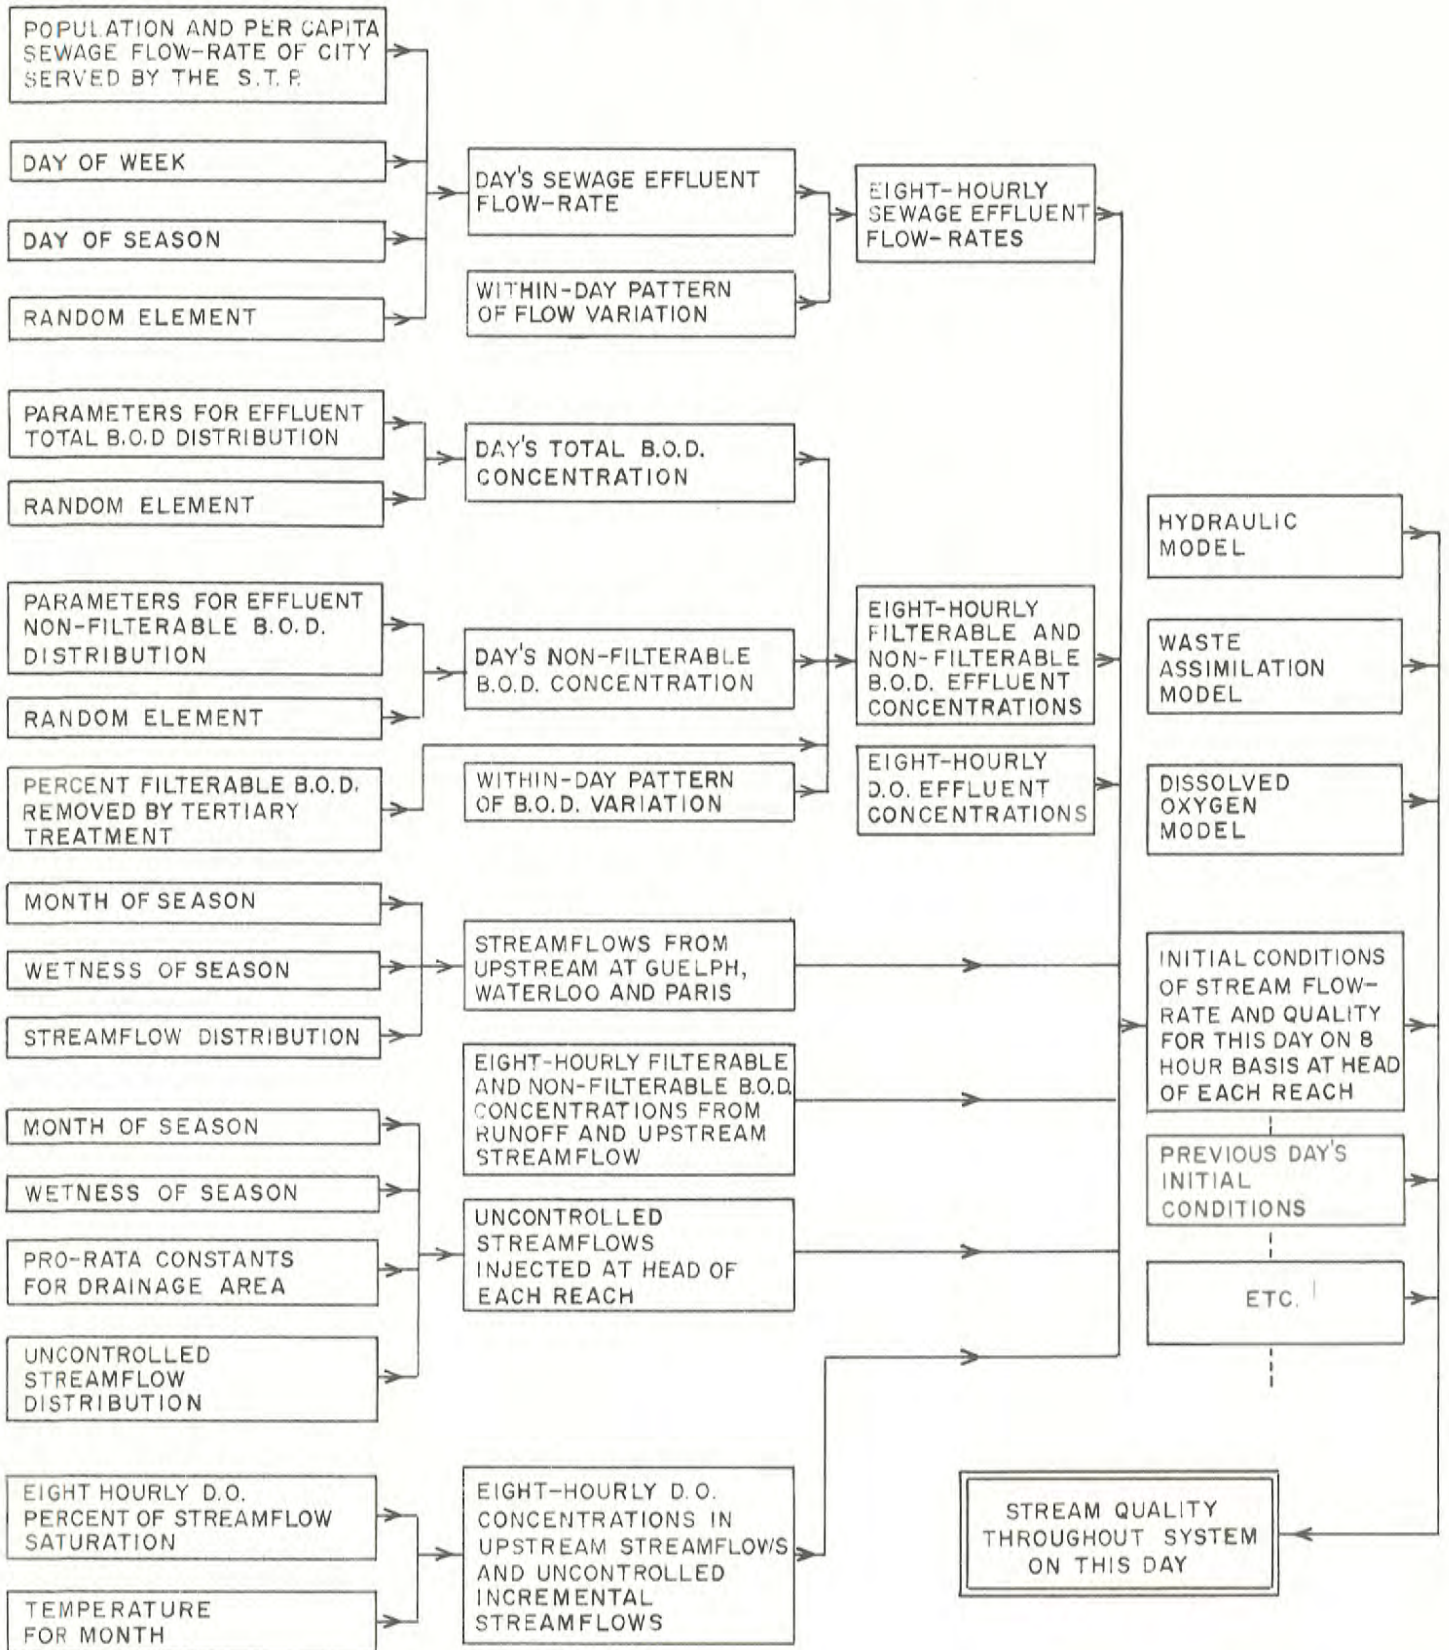 POPULATION AND PER CAPITA
SEWAGE FLOW-RATE OF CITY
SERVED BY THE S.T.P.
DAY OF WEEK
DAY OF SEASON
RANDOM ELEMENT
DAY'S SEWAGE EFFLUENT
FLOW-RATE
WITHIN-DAY PATTERN
OF FLOW VARIATION
EIGHT-HOURLY
SEWAGE EFFLUENT
FLOW-RATES
PARAMETERS FOR EFFLUENT
TOTAL B.O.D DISTRIBUTION
RANDOM ELEMENT
DAY'S TOTAL B.O.D.
CONCENTRATION
PARAMETERS FOR EFFLUENT
NON-FILTERABLE B.O.D.
DISTRIBUTION
RANDOM ELEMENT
PERCENT FILTERABLE B.O.D.
REMOVED BY TERTIARY
TREATMENT
DAY'S NON-FILTERABLE
B.O.D. CONCENTRATION
WITHIN-DAY PATTERN
OF B.O.D. VARIATION
EIGHT-HOURLY
FILTERABLE AND
NON-FILTERABLE
B.O.D. EFFLUENT
CONCENTRATIONS
EIGHT-HOURLY
D.O. EFFLUENT
CONCENTRATIONS
MONTH OF SEASON
WETNESS OF SEASON
STREAMFLOW DISTRIBUTION
STREAMFLOWS FROM
UPSTREAM AT GUELPH,
WATERLOO AND PARIS
EIGHT-HOURLY FILTERABLE
AND NON-FILTERABLE B.O.D.
CONCENTRATIONS FROM
RUNOFF AND UPSTREAM
STREAMFLOW
MONTH OF SEASON
WETNESS OF SEASON
PRO-RATA CONSTANTS
FOR DRAINAGE AREA
UNCONTROLLED
STREAMFLOW
DISTRIBUTION
UNCONTROLLED
STREAMFLOWS
INJECTED AT HEAD OF
EACH REACH
EIGHT HOURLY D.O.
PERCENT OF STREAMFLOW
SATURATION
TEMPERATURE
FOR MONTH
EIGHT-HOURLY D.O.
CONCENTRATIONS IN
UPSTREAM STREAMFLOWS
AND UNCONTROLLED
INCREMENTAL
STREAMFLOWS
HYDRAULIC
MODEL
WASTE
ASSIMILATION
MODEL
DISSOLVED
OXYGEN
MODEL
INITIAL CONDITIONS
OF STREAM FLOW-
RATE AND QUALITY
FOR THIS DAY ON 8
HOUR BASIS AT HEAD
OF EACH REACH
PREVIOUS DAY'S
INITIAL
CONDITIONS
ETC.
STREAM QUALITY
THROUGHOUT SYSTEM
ON THIS DAY